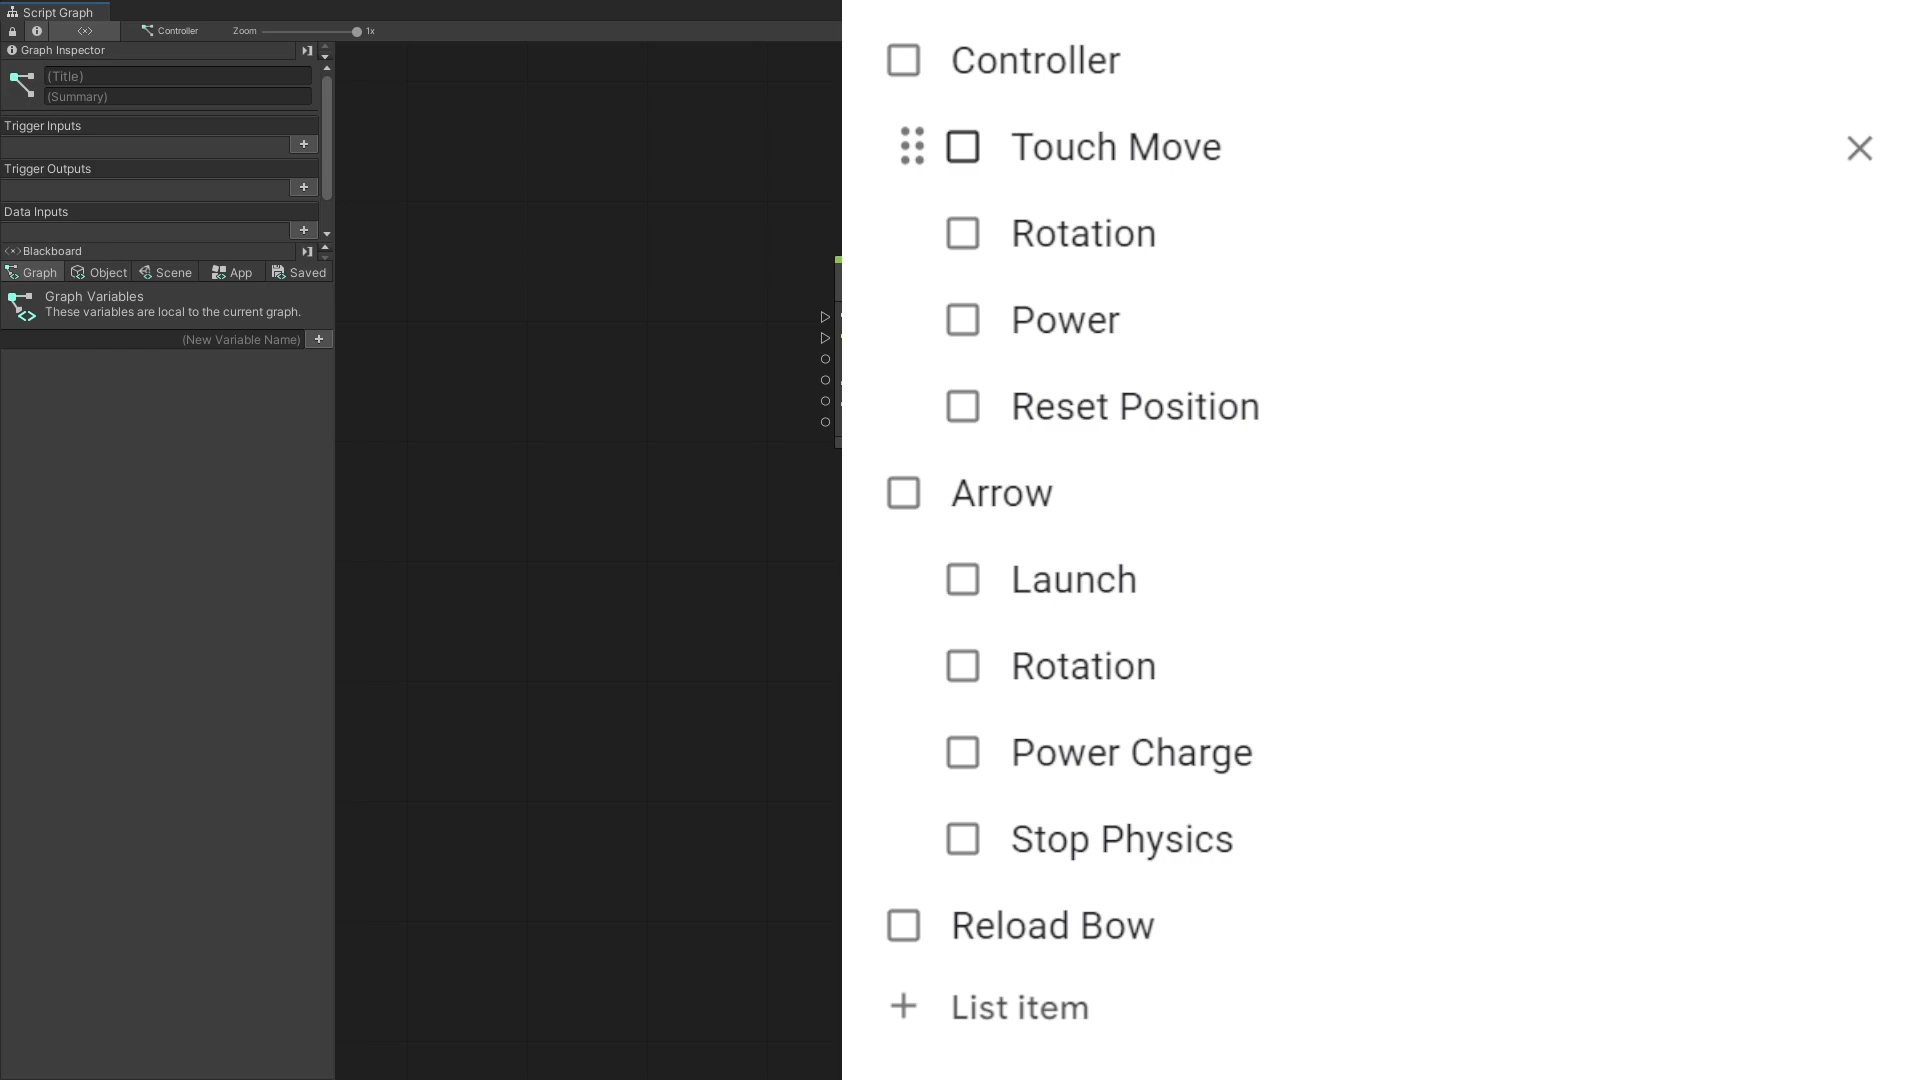 Script Graph
Controller
Zoom
1x
Graph Inspector
(Title)
(Summary)
Trigger Inputs
Trigger Outputs
Data Inputs
Blackboard
Graph
Object
Scene
App
Saved
Graph Variables
These variables are local to the current graph.
(New Variable Name)
Controller
Touch Move
Rotation
Power
Reset Position
Arrow
Launch
Rotation
Power Charge
Stop Physics
Reload Bow
List item